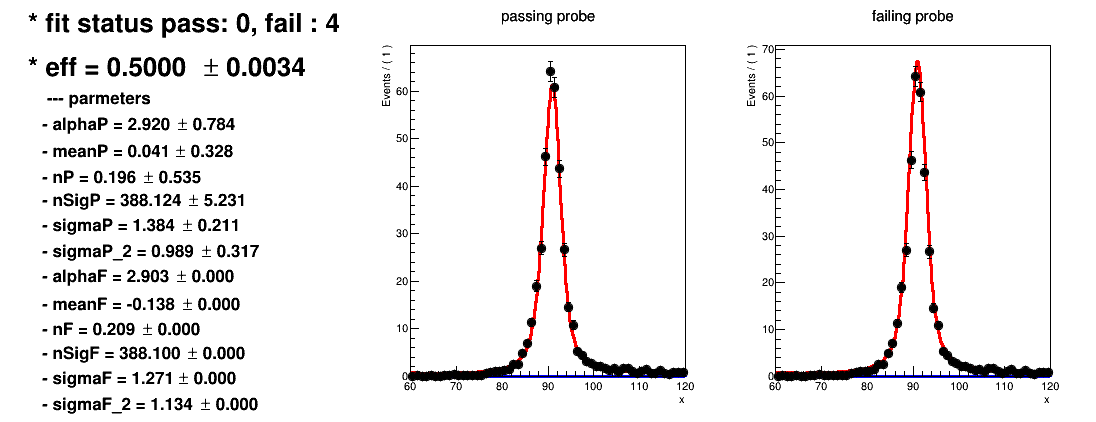 * fit status pass: 0, fail : 4
* eff = 0.5000 ± 0.0034
--- parmeters
- alphaP = 2.920 ± 0.784
- meanP = 0.041 ± 0.328
- nP = 0.196 ± 0.535
- nSigP = 388.124 ± 5.231
- sigmaP = 1.384 ± 0.211
- sigmaP_2 = 0.989 ± 0.317
- alphaF = 2.903 ± 0.000
- meanF = -0.138 ± 0.000
- nF = 0.209 ± 0.000
- nSigF = 388.100 ± 0.000
- sigmaF = 1.271 ± 0.000
- sigmaF_2 = 1.134 ± 0.000
passing probe
Events / ( 1 )
60
50
40
30
20
10
0
60 70 80 90 100 110 120
x
failing probe
Events / ( 1 )
70
60
50
40
30
20
10
0
60 70 80 90 100 110 120
x